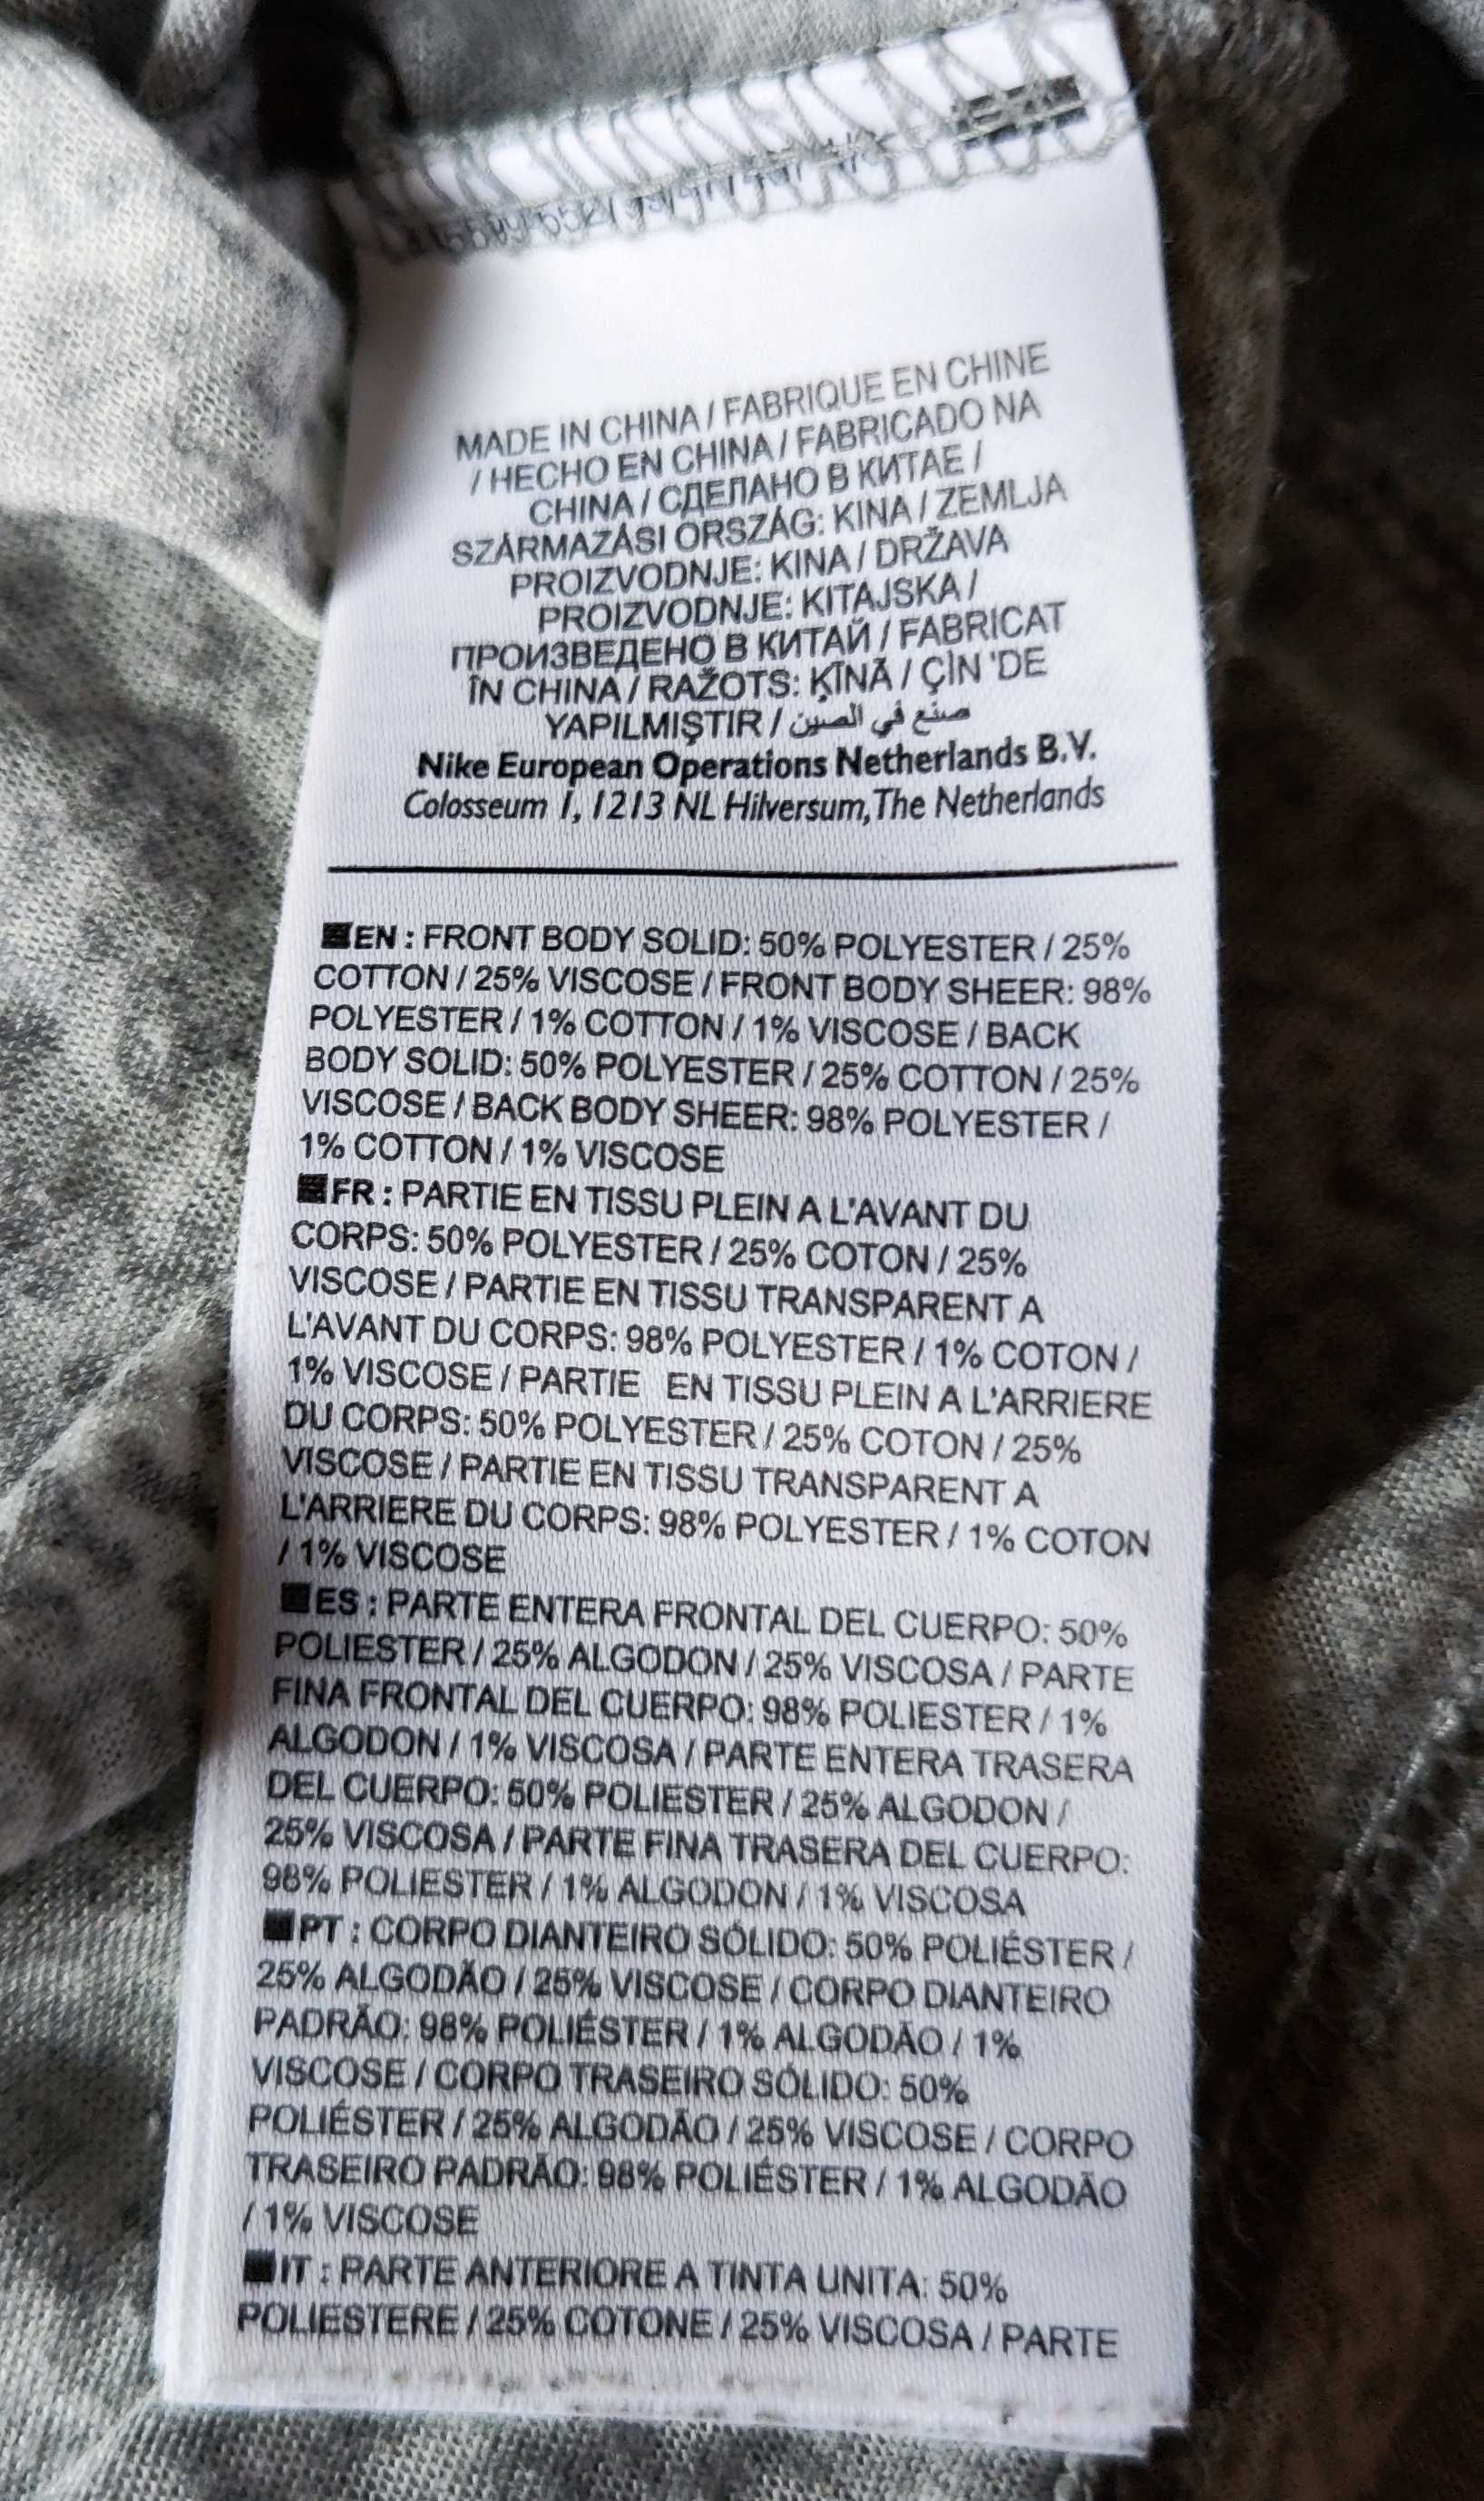 MADE IN CHINA / FABRIQUE EN CHINE
/ HECHO EN CHINA / FABRICADO NA
CHINA / СДЕЛАНО В КИТАЕ /
SZÁRMAZÁSI ORSZÁG: KINA / ZEMLJA
PROIZVODNJE: KINA / DRŽAVA
PROIZVODNJE: KITAJSKA /
ПРОИЗВЕДЕНО В КИТАЙ / FABRICAT
ÎN CHINA / RAŽOTS: ĶĪNĀ / ÇİN 'DE
YAPILMIŞTIR / صنع في الصين
Nike European Operations Netherlands B.V.
Colosseum 1, 1213 NL Hilversum, The Netherlands
EN : FRONT BODY SOLID: 50% POLYESTER / 25%
COTTON / 25% VISCOSE / FRONT BODY SHEER: 98%
POLYESTER / 1% COTTON / 1% VISCOSE / BACK
BODY SOLID: 50% POLYESTER / 25% COTTON / 25%
VISCOSE / BACK BODY SHEER: 98% POLYESTER /
1% COTTON / 1% VISCOSE
FR : PARTIE EN TISSU PLEIN A L'AVANT DU
CORPS: 50% POLYESTER / 25% COTON / 25%
VISCOSE / PARTIE EN TISSU TRANSPARENT A
L'AVANT DU CORPS: 98% POLYESTER / 1% COTON /
1% VISCOSE / PARTIE EN TISSU PLEIN A L'ARRIERE
DU CORPS: 50% POLYESTER / 25% COTON / 25%
VISCOSE / PARTIE EN TISSU TRANSPARENT A
L'ARRIERE DU CORPS: 98% POLYESTER / 1% COTON
/ 1% VISCOSE
ES : PARTE ENTERA FRONTAL DEL CUERPO: 50%
POLIESTER / 25% ALGODON / 25% VISCOSA / PARTE
FINA FRONTAL DEL CUERPO: 98% POLIESTER / 1%
ALGODON / 1% VISCOSA / PARTE ENTERA TRASERA
DEL CUERPO: 50% POLIESTER / 25% ALGODON /
25% VISCOSA / PARTE FINA TRASERA DEL CUERPO:
98% POLIESTER / 1% ALGODON / 1% VISCOSA
PT : CORPO DIANTEIRO SÓLIDO: 50% POLIÉSTER /
25% ALGODÃO / 25% VISCOSE / CORPO DIANTEIRO
PADRÃO: 98% POLIÉSTER / 1% ALGODÃO / 1%
VISCOSE / CORPO TRASEIRO SÓLIDO: 50%
POLIÉSTER / 25% ALGODÃO / 25% VISCOSE / CORPO
TRASEIRO PADRÃO: 98% POLIÉSTER / 1% ALGODÃO
/ 1% VISCOSE
IT : PARTE ANTERIORE A TINTA UNITA: 50%
POLIESTERE / 25% COTONE / 25% VISCOSA / PARTE